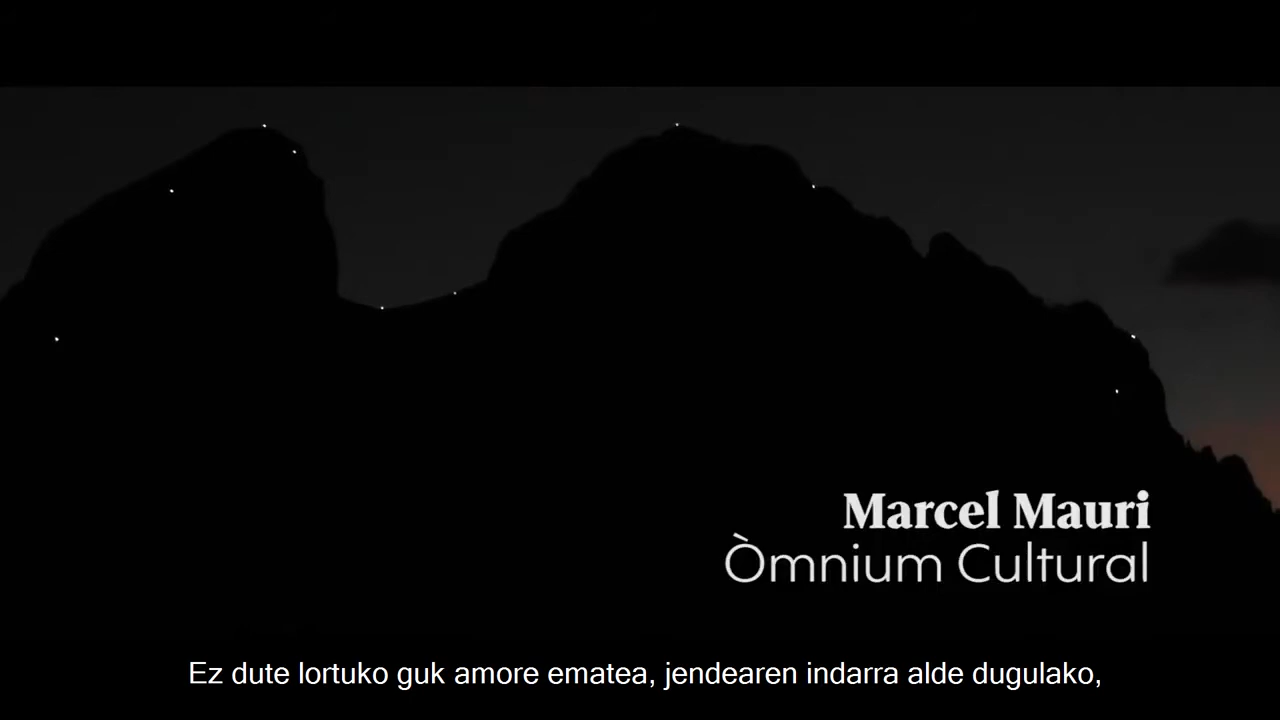 Marcel Mauri
Òmnium Cultural
Ez dute lortuko guk amore ematea, jendearen indarra alde dugulako,